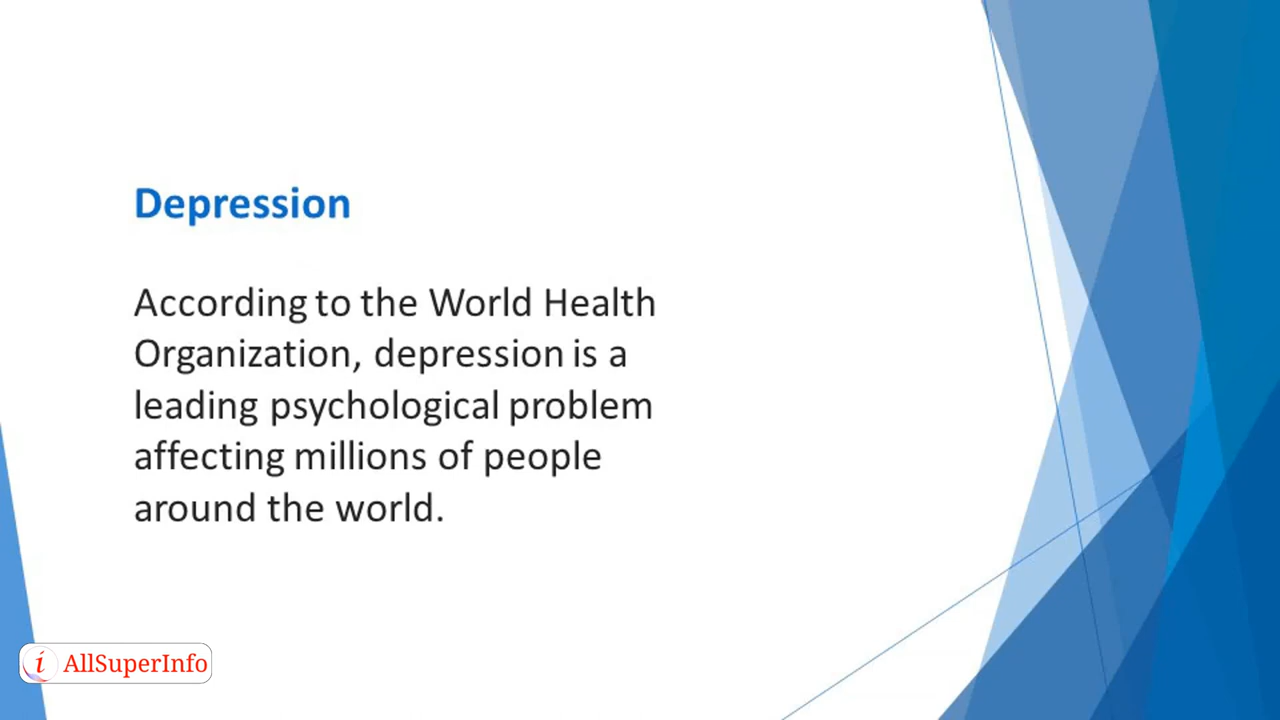 Depression
According to the World Health
Organization, depression is a
leading psychological problem
affecting millions of people
around the world.
i AllSuperInfo